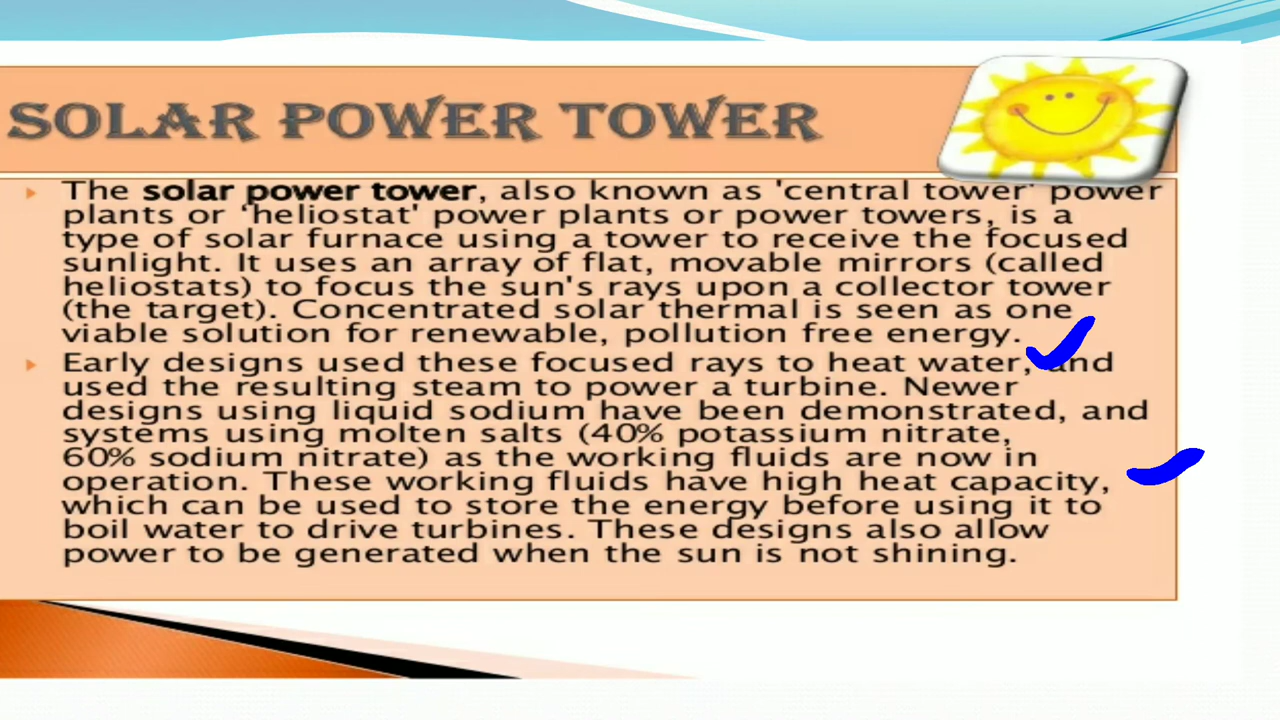 SOLAR POWER TOWER
The solar power tower, also known as 'central tower' power
plants or ‘heliostat' power plants or power towers, is a
type of solar furnace using a tower to receive the focused
sunlight. It uses an array of flat, movable mirrors (called
heliostats) to focus the sun's rays upon a collector tower
(the target). Concentrated solar thermal is seen as one
viable solution for renewable, pollution free energy.
Early designs used these focused rays to heat water, and
used the resulting steam to power a turbine. Newer
designs using liquid sodium have been demonstrated, and
systems using molten salts (40% potassium nitrate,
60% sodium nitrate) as the working fluids are now in
operation. These working fluids have high heat capacity,
which can be used to store the energy before using it to
boil water to drive turbines. These designs also allow
power to be generated when the sun is not shining.